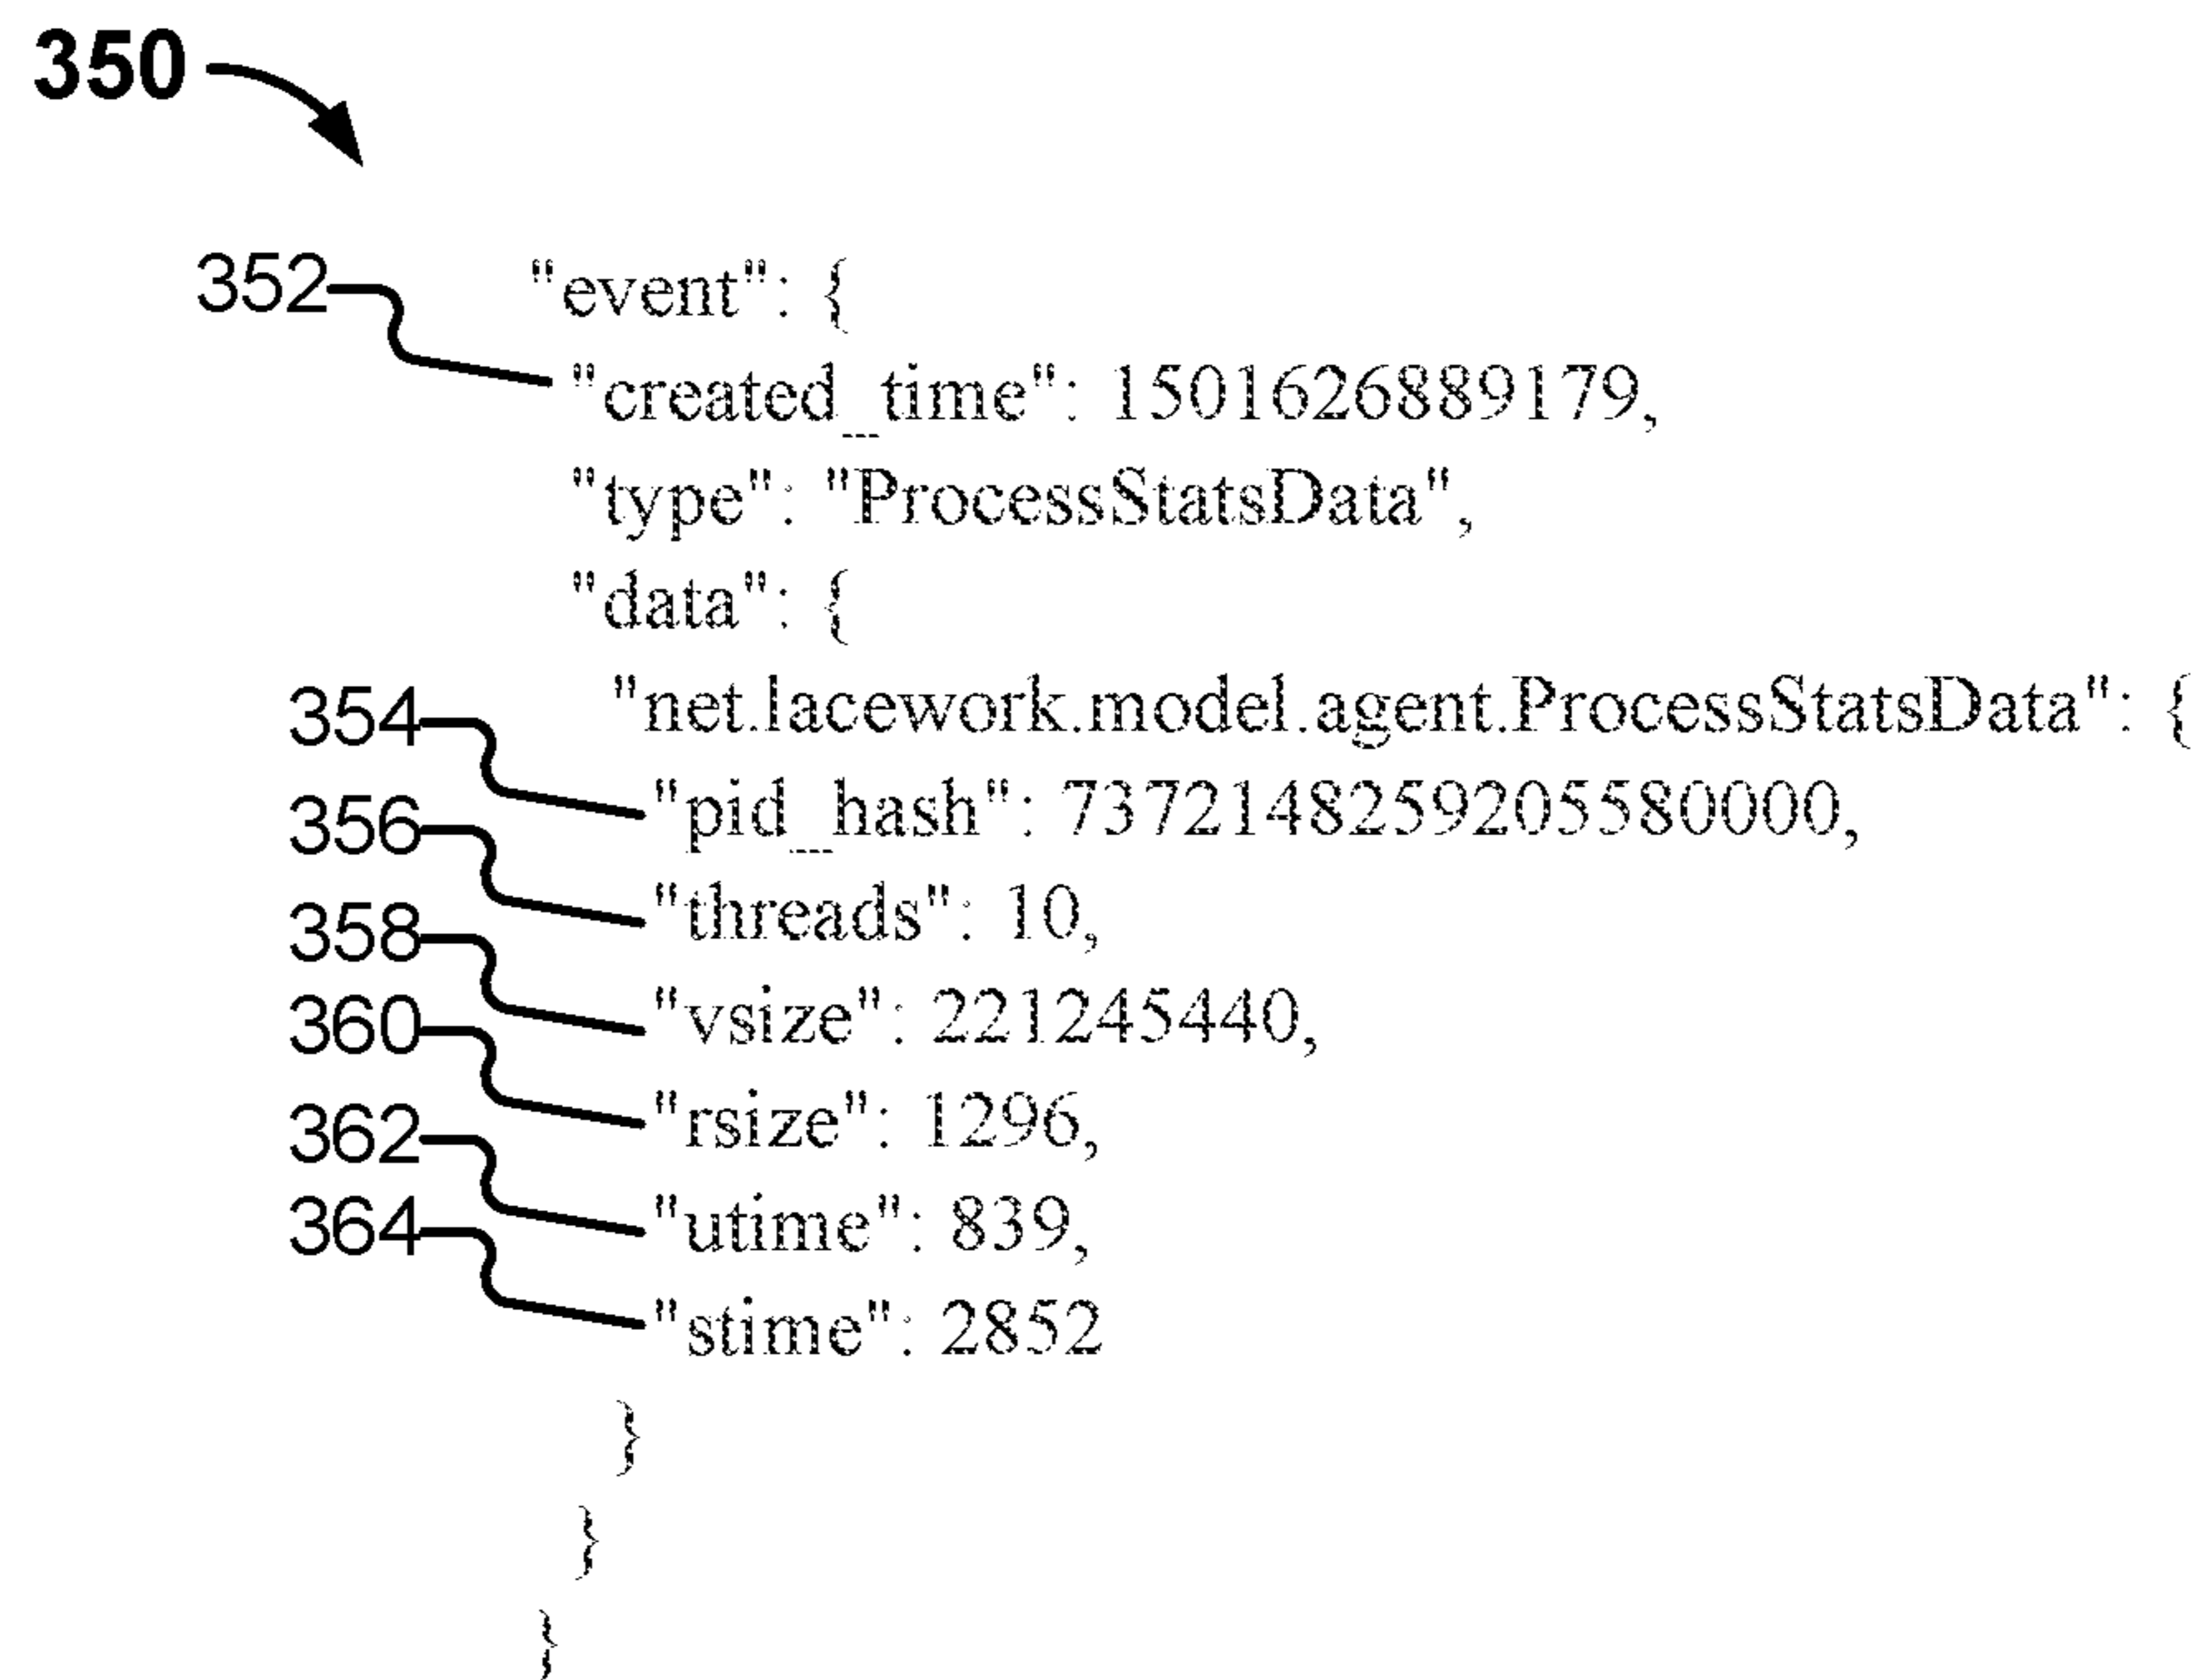 350
352 "event": {
"created_time": 1501626889179,
"type": "ProcessStatsData",
"data": {
"net.lacework.model.agent.ProcessStatsData": {
354 "pid_hash": 7372148259205580000,
356 "threads": 10,
358 "vsize": 221245440,
360 "rsize": 1296,
362 "utime": 839,
364 "stime": 2852
}
}
}